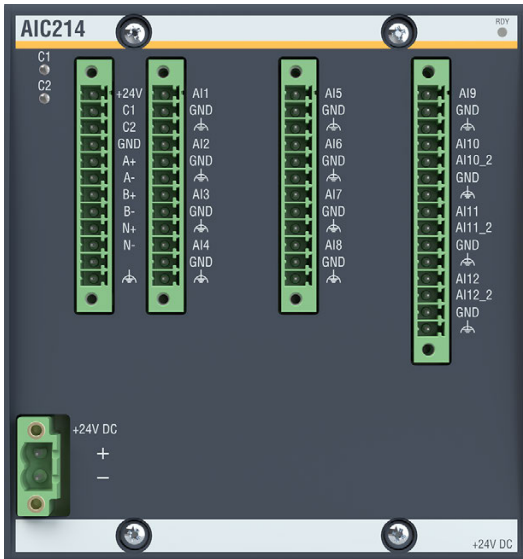 AIC214
RDY
C1
C2
+24V
C1
C2
GND
A+
A-
B+
B-
N+
N-
AI1
GND
AI2
GND
AI3
GND
AI4
GND
AI5
GND
AI6
GND
AI7
GND
AI8
GND
AI9
GND
AI10
AI10_2
GND
AI11
AI11_2
GND
AI12
AI12_2
GND
+24V DC
+
−
+24V DC